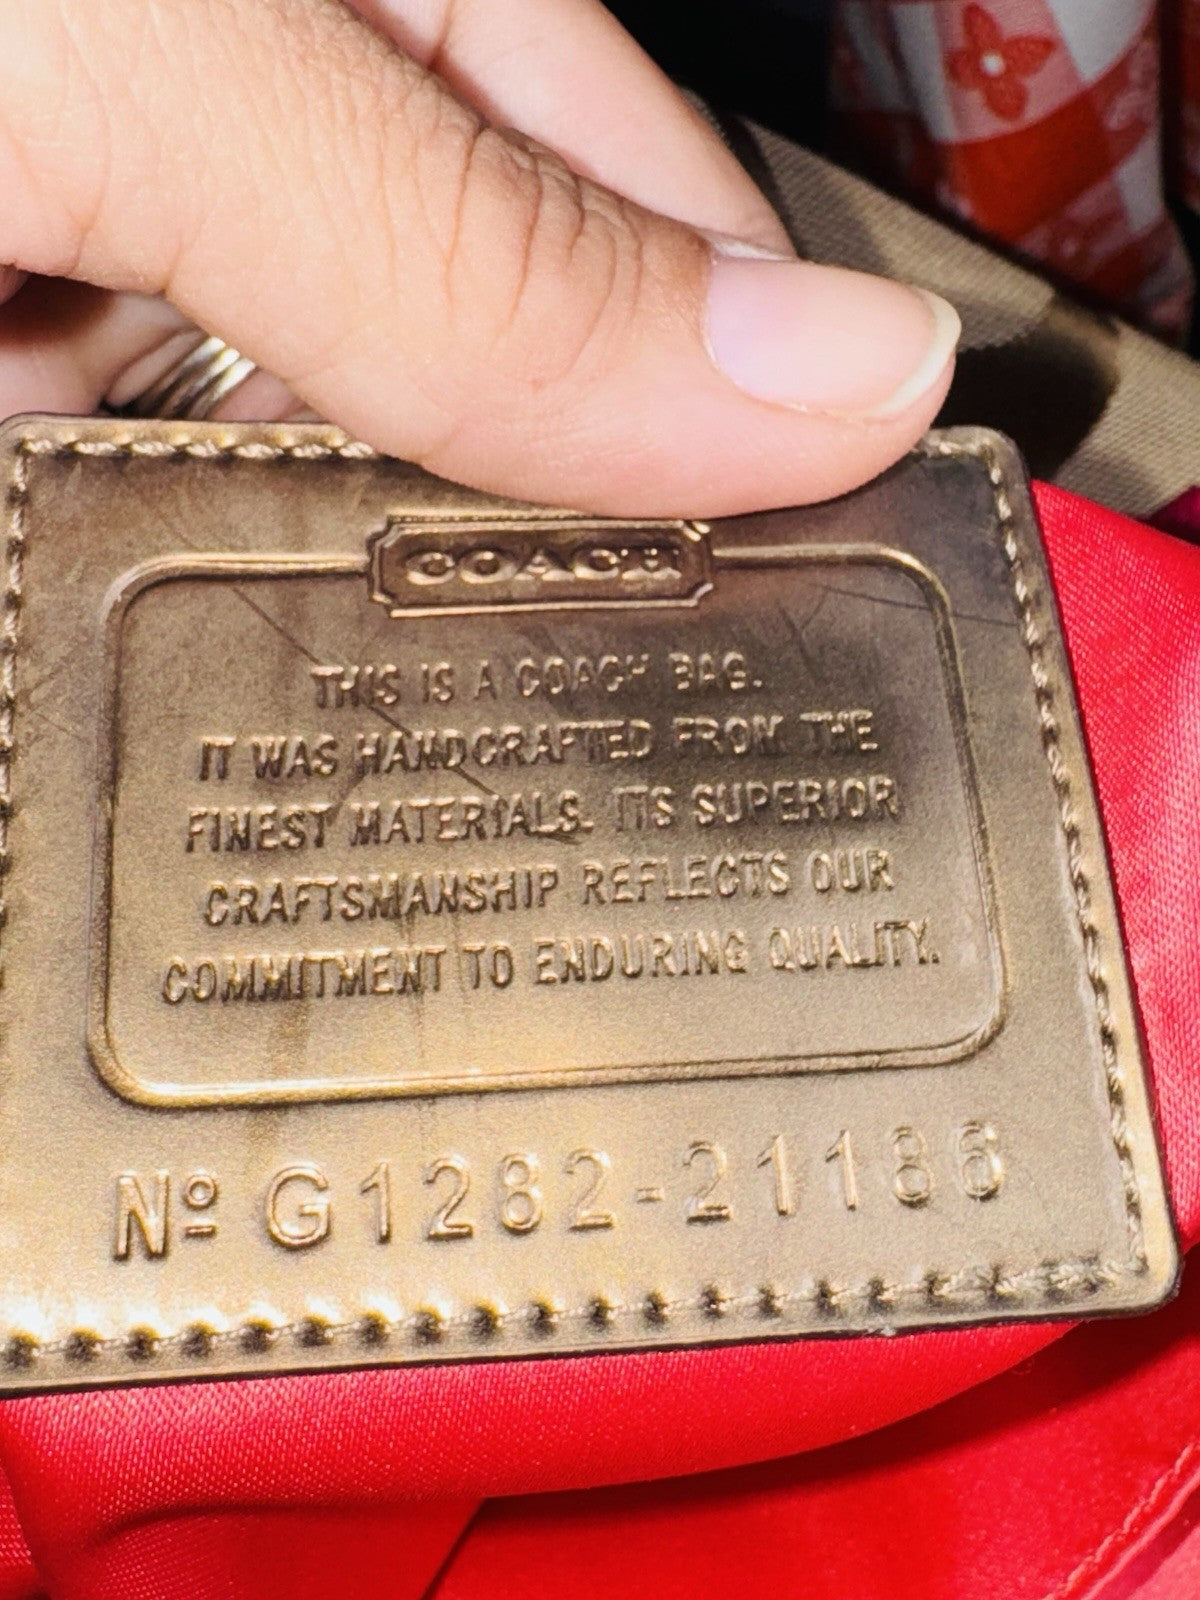 COACH
THIS IS A COACH BAG.
IT WAS HANDCRAFTED FROM THE
FINEST MATERIALS. ITS SUPERIOR
CRAFTSMANSHIP REFLECTS OUR
COMMITMENT TO ENDURING QUALITY.
Nº G1282-21186